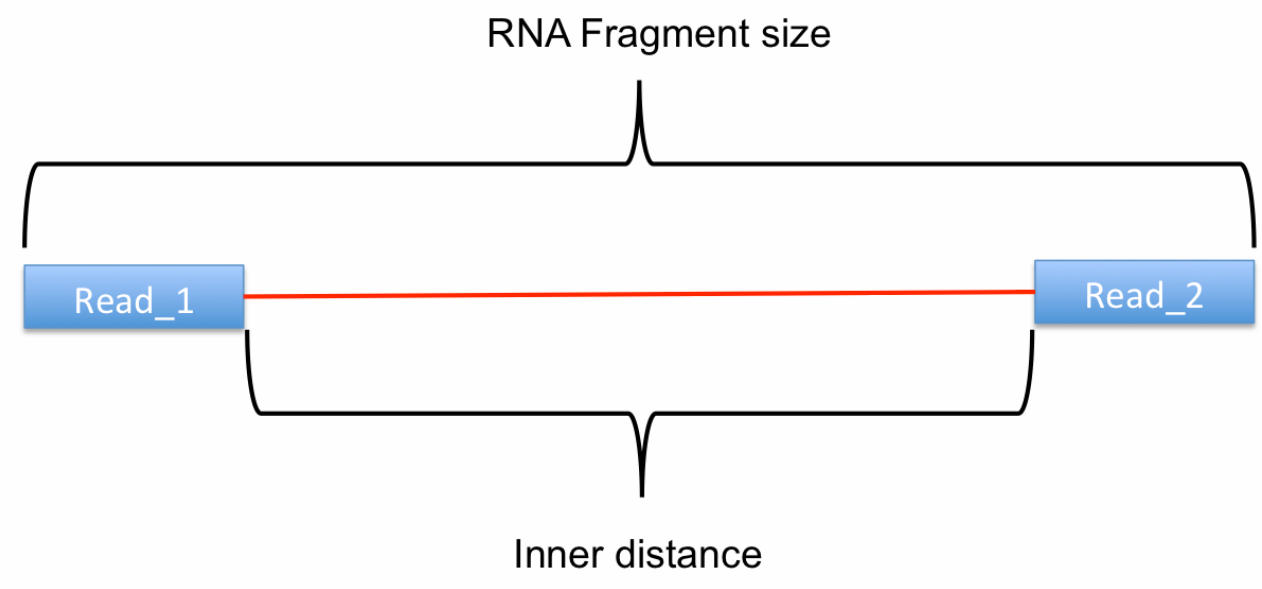 RNA Fragment size
Read_1
Read_2
Inner distance